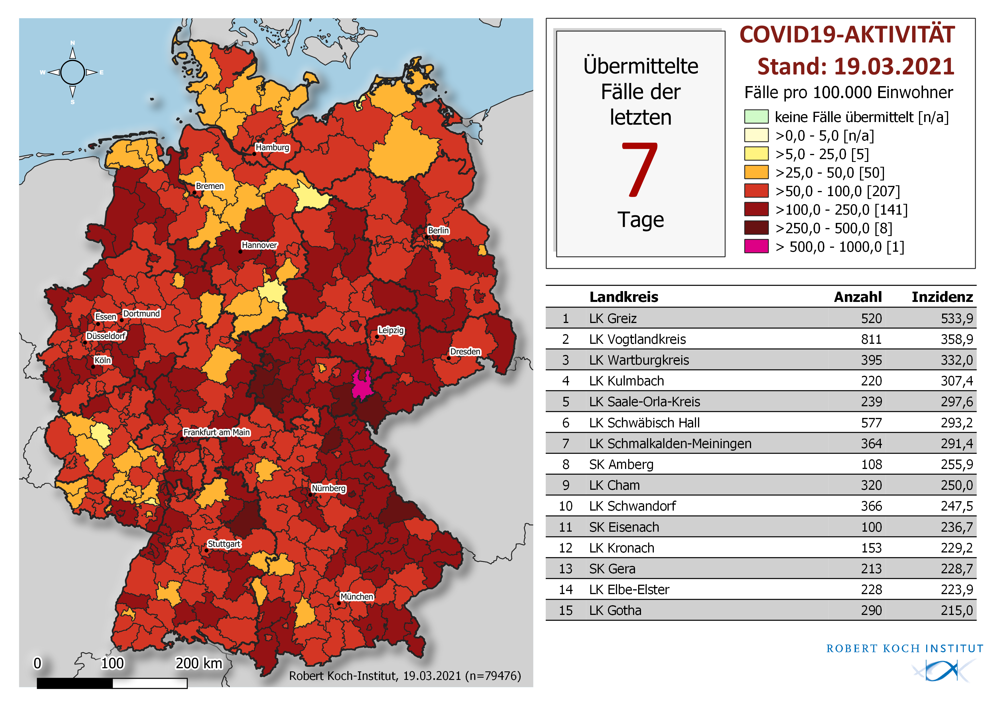 N
W
E
S
Hamburg
Bremen
Berlin
Hannover
Essen
Dortmund
Düsseldorf
Leipzig
Köln
Dresden
Frankfurt am Main
Nürnberg
Stuttgart
München
0 100 200 km
Robert Koch-Institut, 19.03.2021 (n=79476)
Übermittelte
Fälle der
letzten
7
Tage
COVID19-AKTIVITÄT
Stand: 19.03.2021
Fälle pro 100.000 Einwohner
keine Fälle übermittelt [n/a]
>0,0 - 5,0 [n/a]
>5,0 - 25,0 [5]
>25,0 - 50,0 [50]
>50,0 - 100,0 [207]
>100,0 - 250,0 [141]
>250,0 - 500,0 [8]
> 500,0 - 1000,0 [1]
Landkreis Anzahl Inzidenz
1 LK Greiz 520 533,9
2 LK Vogtlandkreis 811 358,9
3 LK Wartburgkreis 395 332,0
4 LK Kulmbach 220 307,4
5 LK Saale-Orla-Kreis 239 297,6
6 LK Schwäbisch Hall 577 293,2
7 LK Schmalkalden-Meiningen 364 291,4
8 SK Amberg 108 255,9
9 LK Cham 320 250,0
10 LK Schwandorf 366 247,5
11 SK Eisenach 100 236,7
12 LK Kronach 153 229,2
13 SK Gera 213 228,7
14 LK Elbe-Elster 228 223,9
15 LK Gotha 290 215,0
ROBERT KOCH INSTITUT